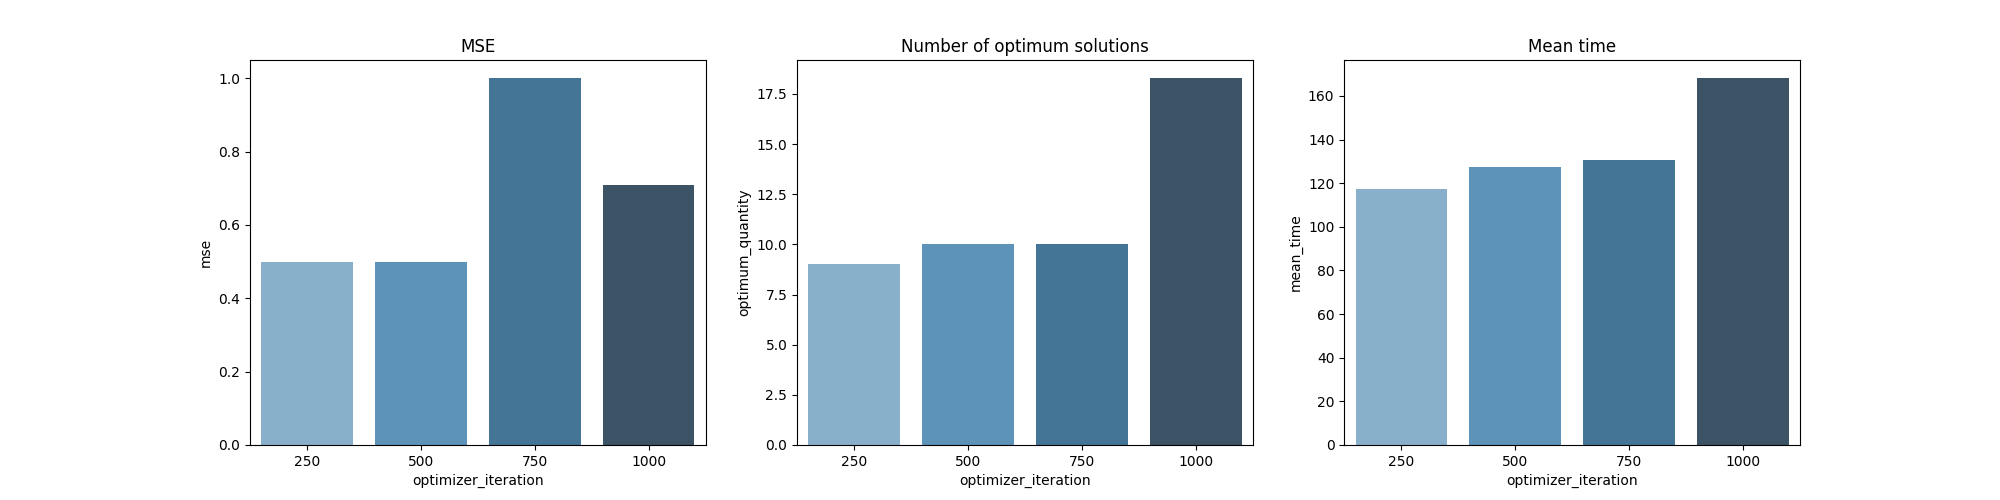 MSE
1.0
0.8
0.6
0.4
0.2
0.0
mse
250 500 750 1000
optimizer_iteration
Number of optimum solutions
17.5
15.0
12.5
10.0
7.5
5.0
2.5
0.0
optimum_quantity
250 500 750 1000
optimizer_iteration
Mean time
160
140
120
100
80
60
40
20
0
mean_time
250 500 750 1000
optimizer_iteration